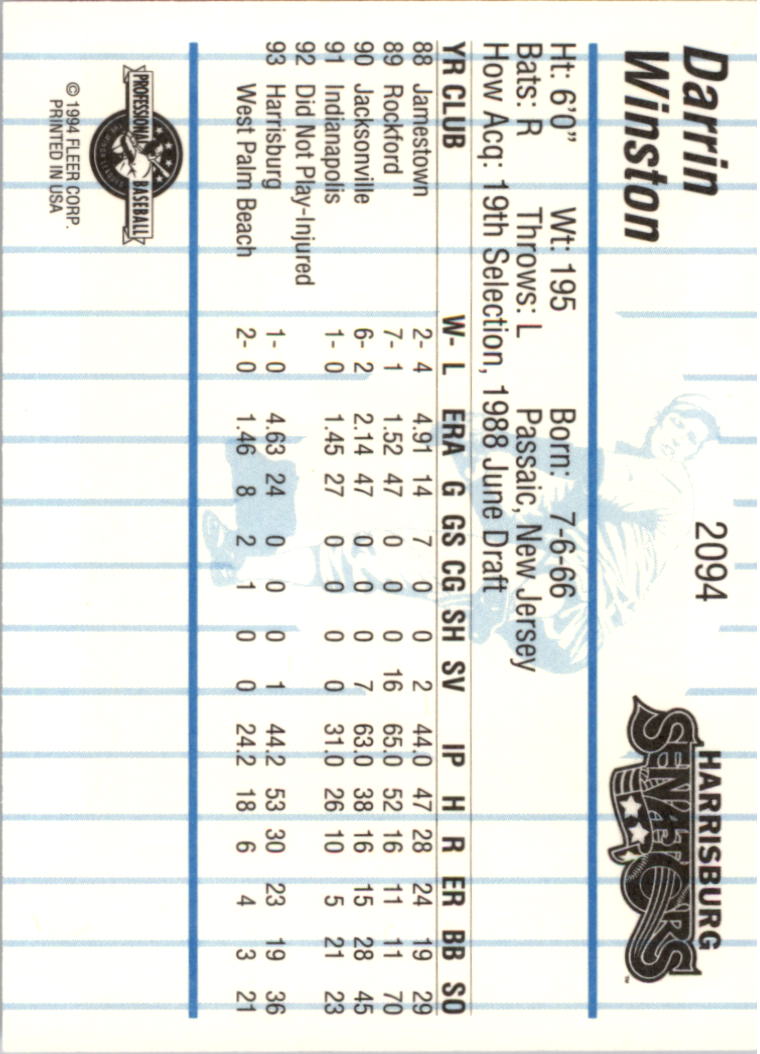 Darrin
Winston
2094
HARRISBURG
SENATORS
™
Ht: 6'0" Wt: 195 Born: 7-6-66
Bats: R Throws: L Passaic, New Jersey
How Acq: 19th Selection, 1988 June Draft
YR CLUB W- L ERA G GS CG SH SV IP H R ER BB SO
88 Jamestown 2- 4 4.91 14 7 0 0 2 44.0 47 28 24 19 29
89 Rockford 7- 1 1.52 47 0 0 0 16 65.0 52 16 11 11 70
90 Jacksonville 6- 2 2.14 47 0 0 0 7 63.0 38 16 15 28 45
91 Indianapolis 1- 0 1.45 27 0 0 0 0 31.0 26 10 5 21 23
92 Did Not Play-Injured
93 Harrisburg 1- 0 4.63 24 0 0 0 1 44.2 53 30 23 19 36
West Palm Beach 2- 0 1.46 8 2 1 0 0 24.2 18 6 4 3 21
PROFESSIONAL BASEBALL
© 1994 FLEER CORP.
PRINTED IN USA